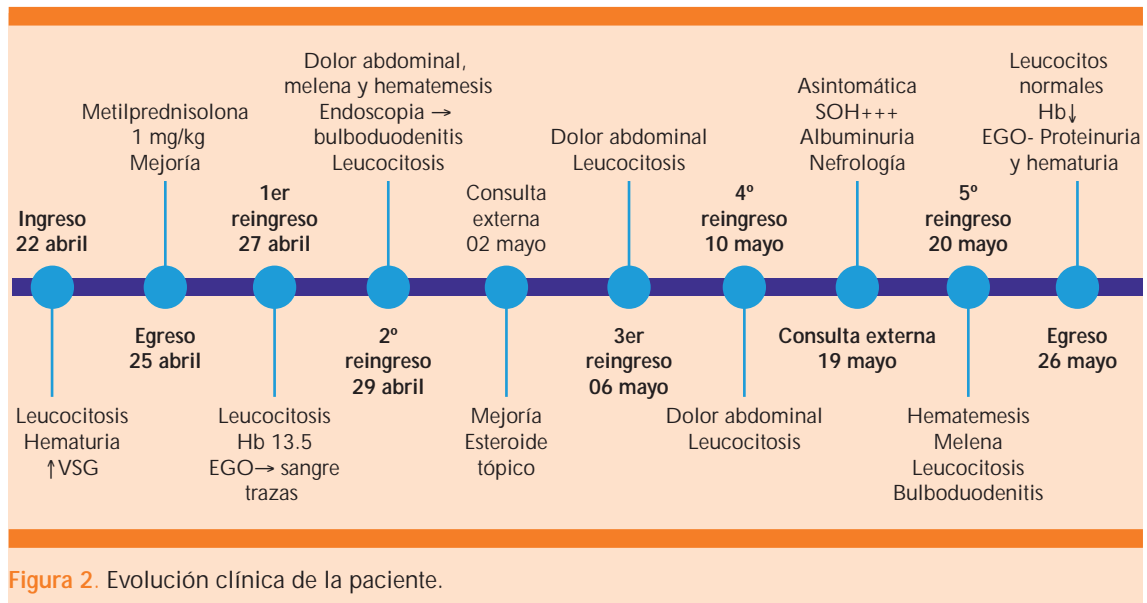 Ingreso
22 abril
Leucocitosis
Hematuria
↑VSG
Metilprednisolona
1 mg/kg
Mejoría
Egreso
25 abril
1er
reingreso
27 abril
Leucocitosis
Hb 13.5
EGO→ sangre
trazas
Dolor abdominal,
melena y hematemesis
Endoscopia →
bulboduodenitis
Leucocitosis
2º
reingreso
29 abril
Consulta
externa
02 mayo
Mejoría
Esteroide
tópico
Dolor abdominal
Leucocitosis
3er
reingreso
06 mayo
4º
reingreso
10 mayo
Dolor abdominal
Leucocitosis
Asintomática
SOH+++
Albuminuria
Nefrología
Consulta externa
19 mayo
5º
reingreso
20 mayo
Hematemesis
Melena
Leucocitosis
Bulboduodenitis
Leucocitos
normales
Hb↓
EGO- Proteinuria
y hematuria
Egreso
26 mayo
Figura 2. Evolución clínica de la paciente.